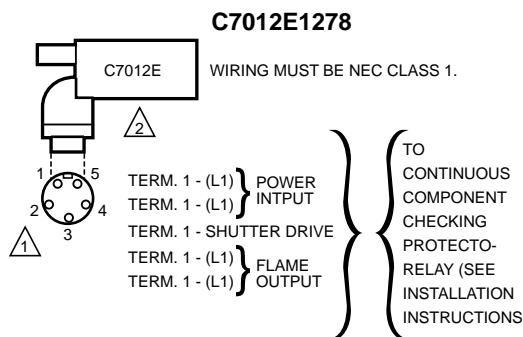 C7012E1278
C7012E
WIRING MUST BE NEC CLASS 1.
2
1 5
2 4
3
1
TERM. 1 - (L1)
TERM. 1 - (L1)
POWER
INTPUT
TERM. 1 - SHUTTER DRIVE
TERM. 1 - (L1)
TERM. 1 - (L1)
FLAME
OUTPUT
TO
CONTINUOUS
COMPONENT
CHECKING
PROTECTO-
RELAY (SEE
INSTALLATION
INSTRUCTIONS